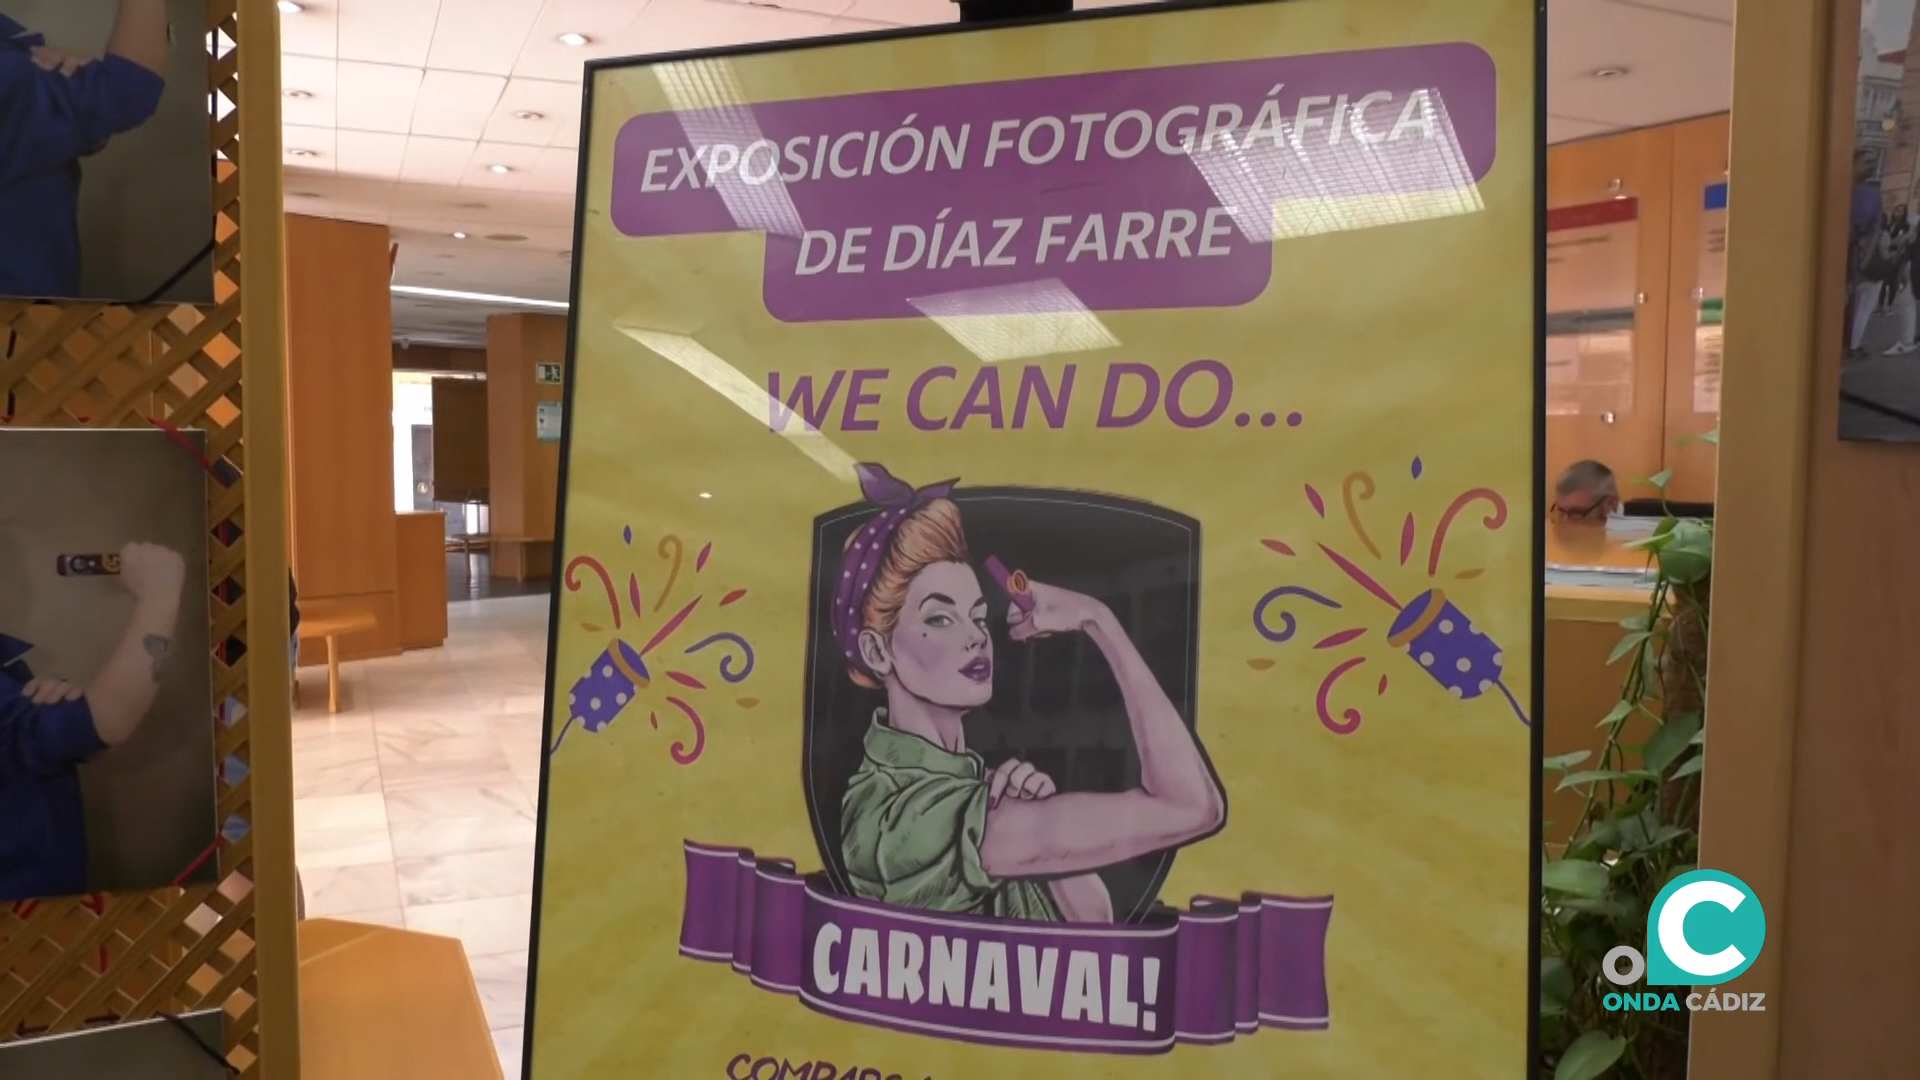 EXPOSICIÓN FOTOGRÁFICA
DE DÍAZ FARRE
WE CAN DO...
CARNAVAL!
ONDA CÁDIZ